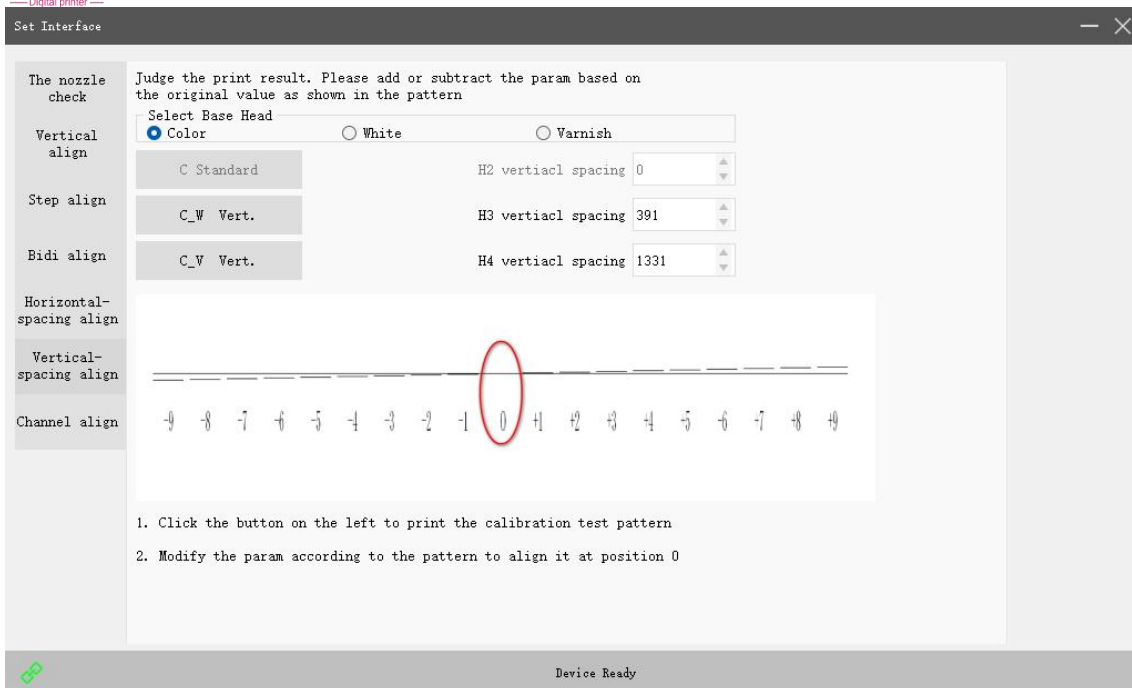 Digital printer
Set Interface
The nozzle
check
Vertical
align
Step align
Bidi align
Horizontal-
spacing align
Vertical-
spacing align
Channel align
Judge the print result. Please add or subtract the param based on
the original value as shown in the pattern
Select Base Head
Color White Varnish
C Standard H2 vertiacl spacing 0
C_W Vert. H3 vertiacl spacing 391
C_V Vert. H4 vertiacl spacing 1331
-9 -8 -7 -6 -5 -4 -3 -2 -1 0 +1 +2 +3 +4 +5 -6 -7 +8 +9
1. Click the button on the left to print the calibration test pattern
2. Modify the param according to the pattern to align it at position 0
Device Ready